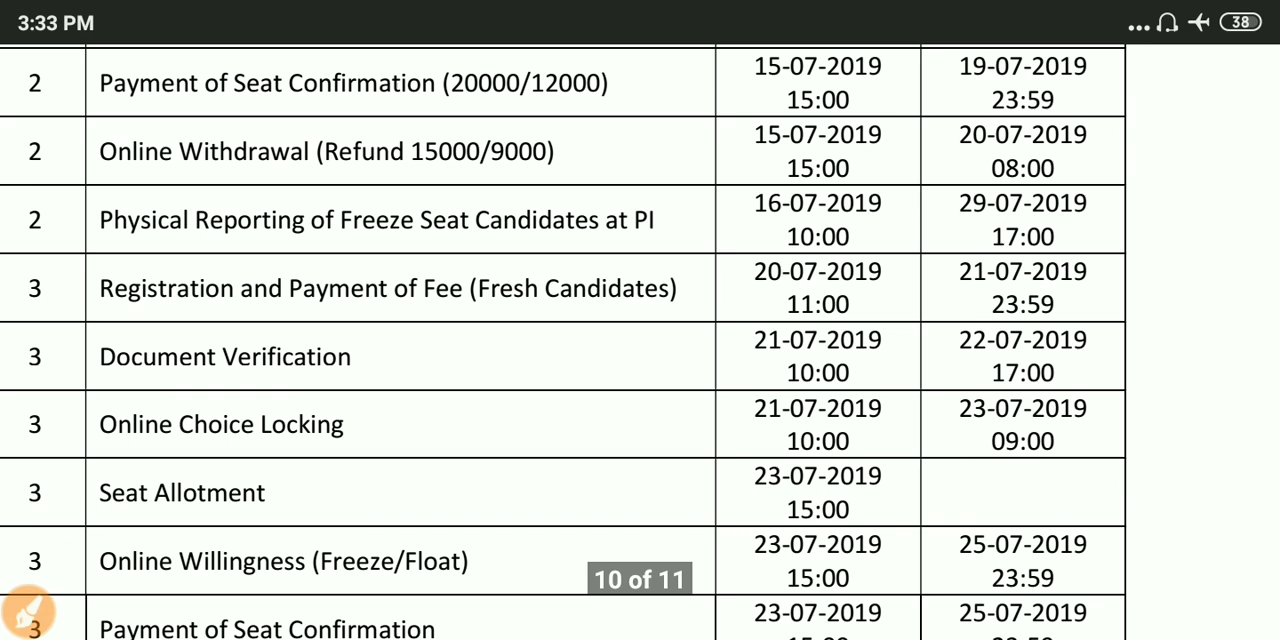 3:33 PM
38
2 Payment of Seat Confirmation (20000/12000) 15-07-2019 15:00 19-07-2019 23:59
2 Online Withdrawal (Refund 15000/9000) 15-07-2019 15:00 20-07-2019 08:00
2 Physical Reporting of Freeze Seat Candidates at PI 16-07-2019 10:00 29-07-2019 17:00
3 Registration and Payment of Fee (Fresh Candidates) 20-07-2019 11:00 21-07-2019 23:59
3 Document Verification 21-07-2019 10:00 22-07-2019 17:00
3 Online Choice Locking 21-07-2019 10:00 23-07-2019 09:00
3 Seat Allotment 23-07-2019 15:00
3 Online Willingness (Freeze/Float) 23-07-2019 15:00 25-07-2019 23:59
10 of 11
3 Payment of Seat Confirmation 23-07-2019 25-07-2019